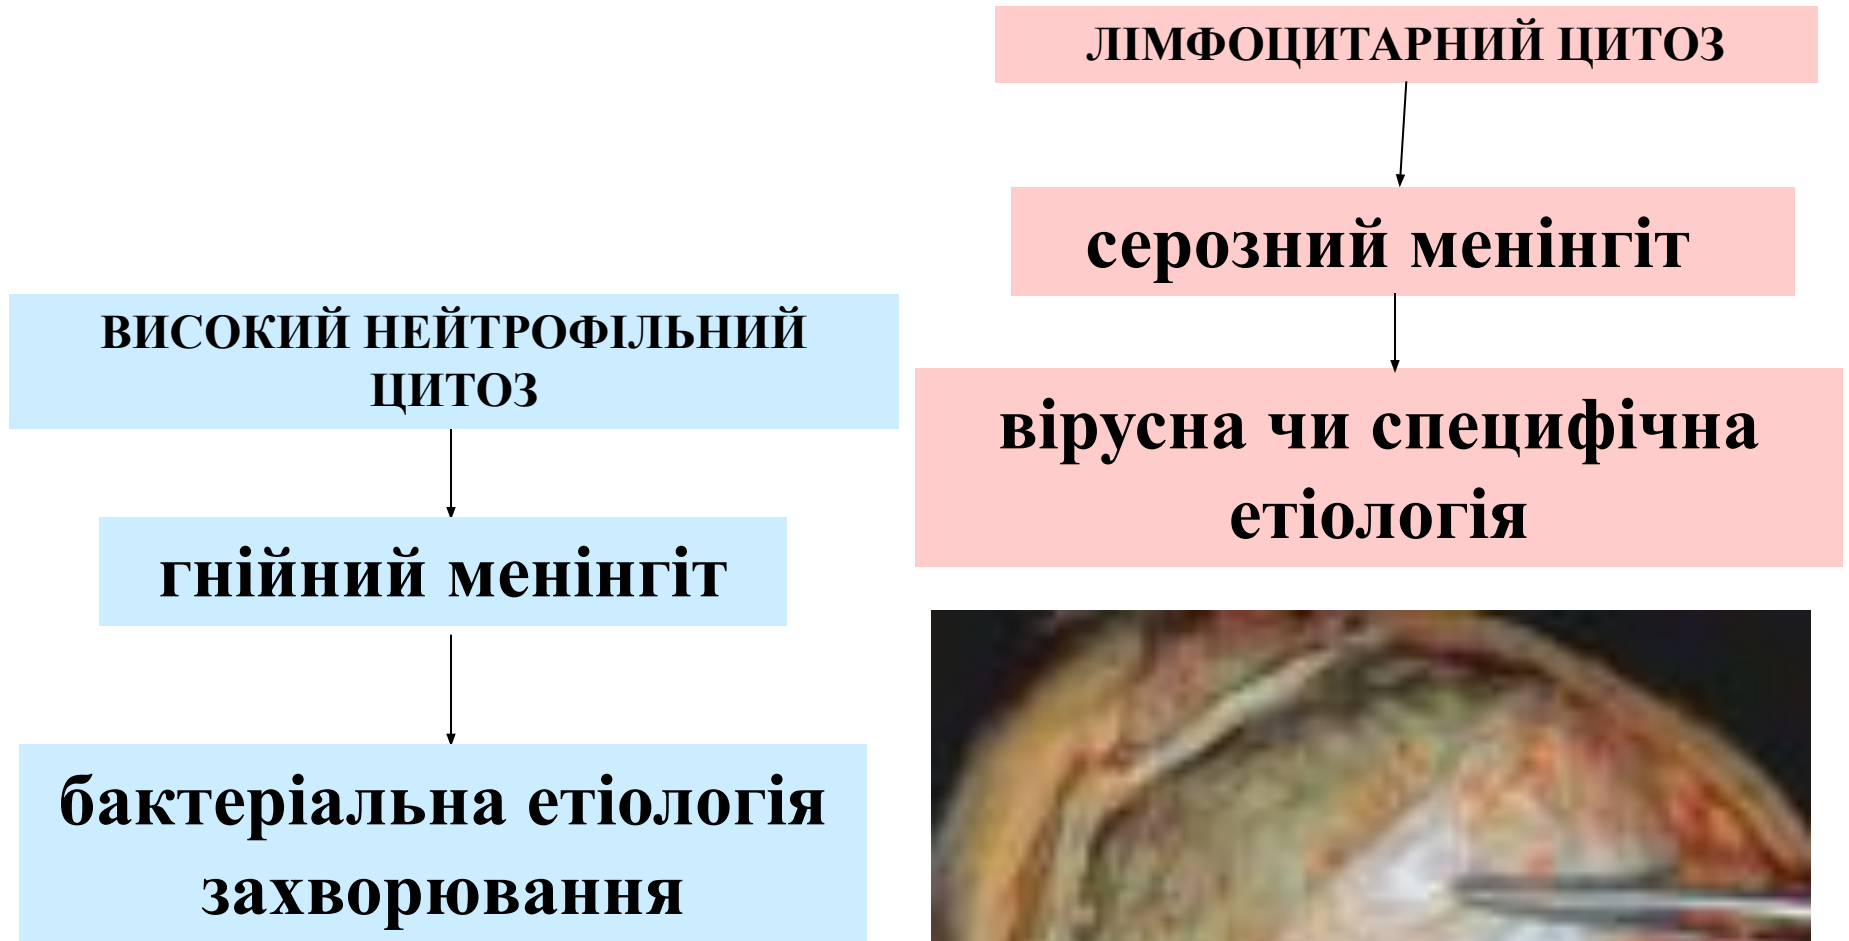 ЛІМФОЦИТАРНИЙ ЦИТОЗ
серозний менінгіт
вірусна чи специфічна
етіологія
ВИСОКИЙ НЕЙТРОФІЛЬНИЙ
ЦИТОЗ
гнійний менінгіт
бактеріальна етіологія
захворювання